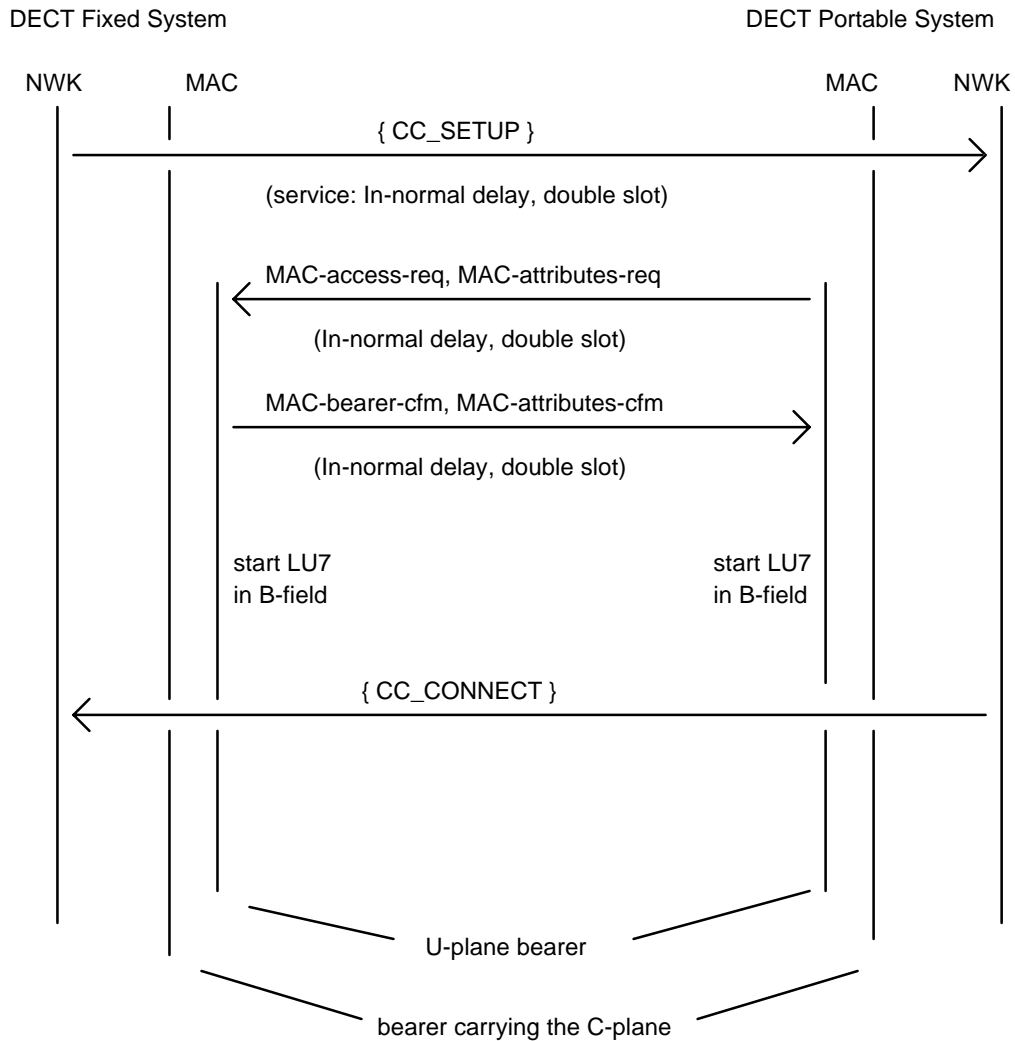 DECT Fixed System
DECT Portable System
NWK
MAC
MAC
NWK
{ CC_SETUP }
(service: In-normal delay, double slot)
MAC-access-req, MAC-attributes-req
(In-normal delay, double slot)
MAC-bearer-cfm, MAC-attributes-cfm
(In-normal delay, double slot)
start LU7
in B-field
start LU7
in B-field
{ CC_CONNECT }
U-plane bearer
bearer carrying the C-plane